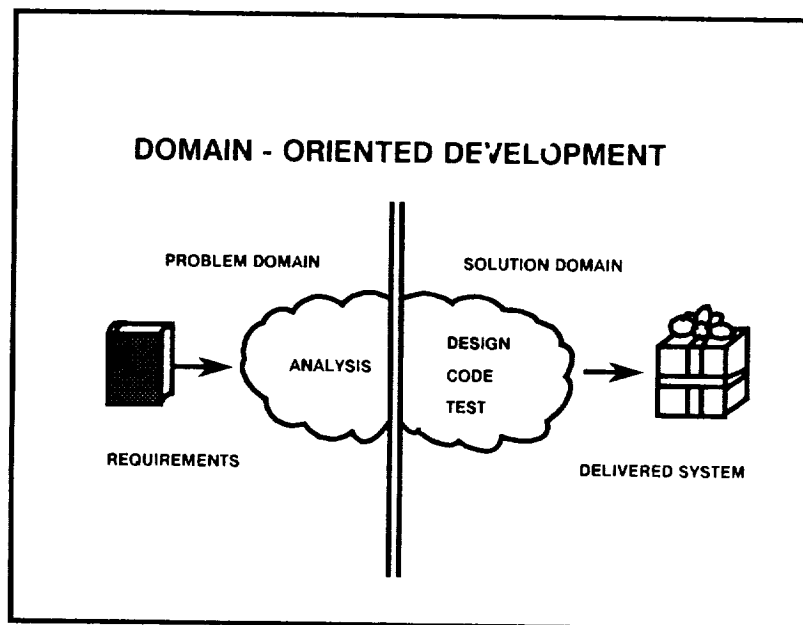 DOMAIN - ORIENTED DEVELOPMENT
PROBLEM DOMAIN
SOLUTION DOMAIN
ANALYSIS
DESIGN
CODE
TEST
REQUIREMENTS
DELIVERED SYSTEM